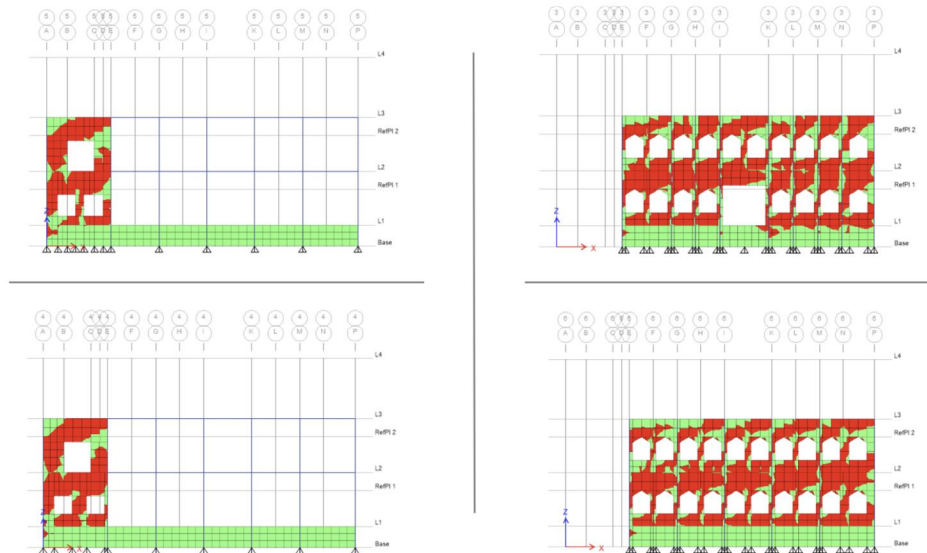 5 5 5 5 5 5 5 5 5 5 5 5 5 5
A B C D E F G H I K L M N P
L4
L3
RefPl 2
L2
RefPl 1
Z
L1
X
Base
3 3 3 3 3 3 3 3 3 3 3 3 3 3
A B C D E F G H I K L M N P
L4
L3
RefPl 2
L2
RefPl 1
Z
L1
X
Base
4 4 4 4 4 4 4 4 4 4 4 4 4 4
A B C D E F G H I K L M N P
L4
L3
RefPl 2
L2
RefPl 1
Z
L1
X
Base
6 6 6 6 6 6 6 6 6 6 6 6 6 6
A B C D E F G H I K L M N P
L4
L3
RefPl 2
L2
RefPl 1
Z
L1
X
Base